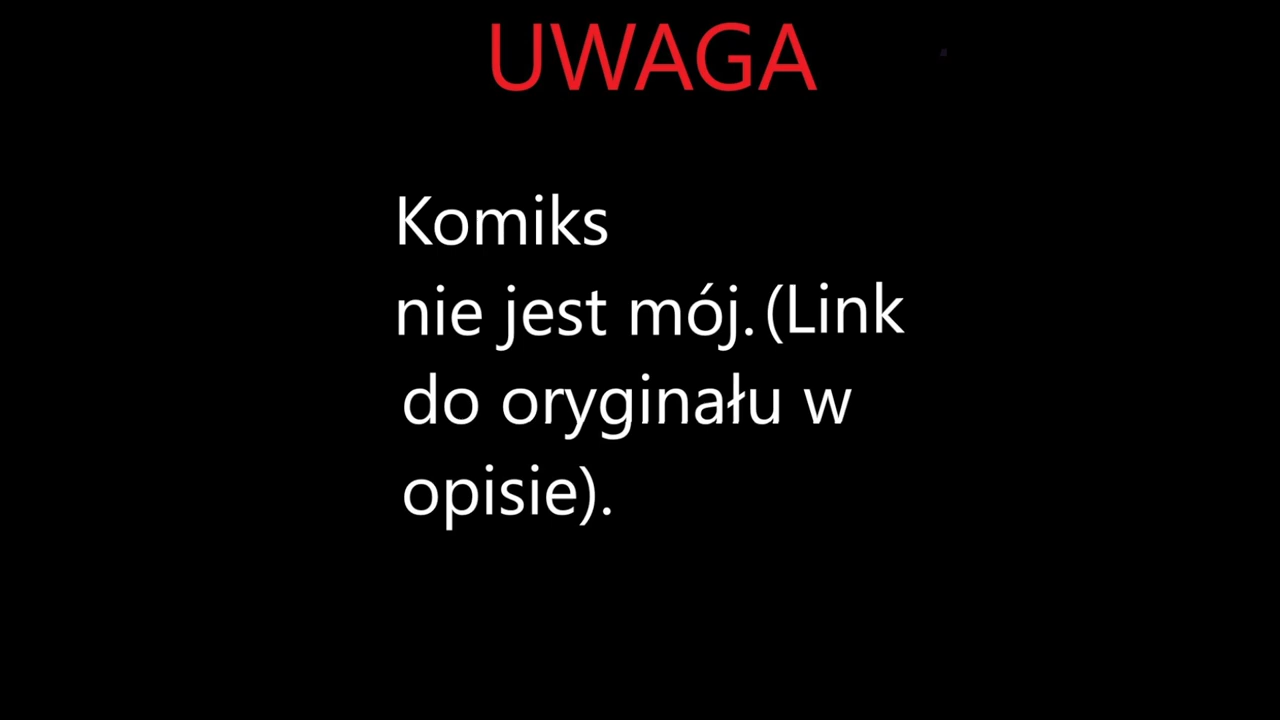 UWAGA
Komiks
nie jest mój. (Link
do oryginału w
opisie).